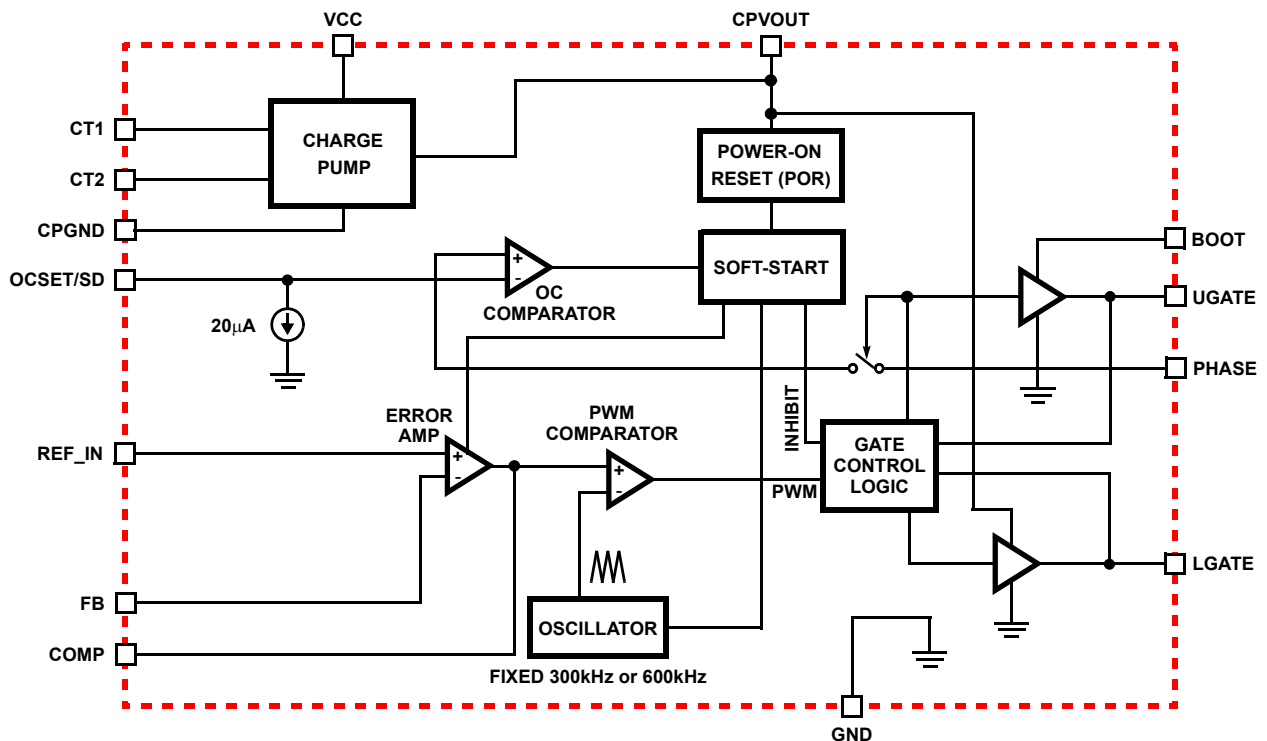 VCC
CPVOUT
CT1
CHARGE
PUMP
POWER-ON
RESET (POR)
CT2
CPGND
BOOT
OCSET/SD
+
-
OC
COMPARATOR
SOFT-START
UGATE
20μA
PHASE
ERROR
AMP
PWM
COMPARATOR
INHIBIT
REF_IN
+
-
+
-
PWM
GATE
CONTROL
LOGIC
LGATE
FB
OSCILLATOR
COMP
FIXED 300kHz or 600kHz
GND